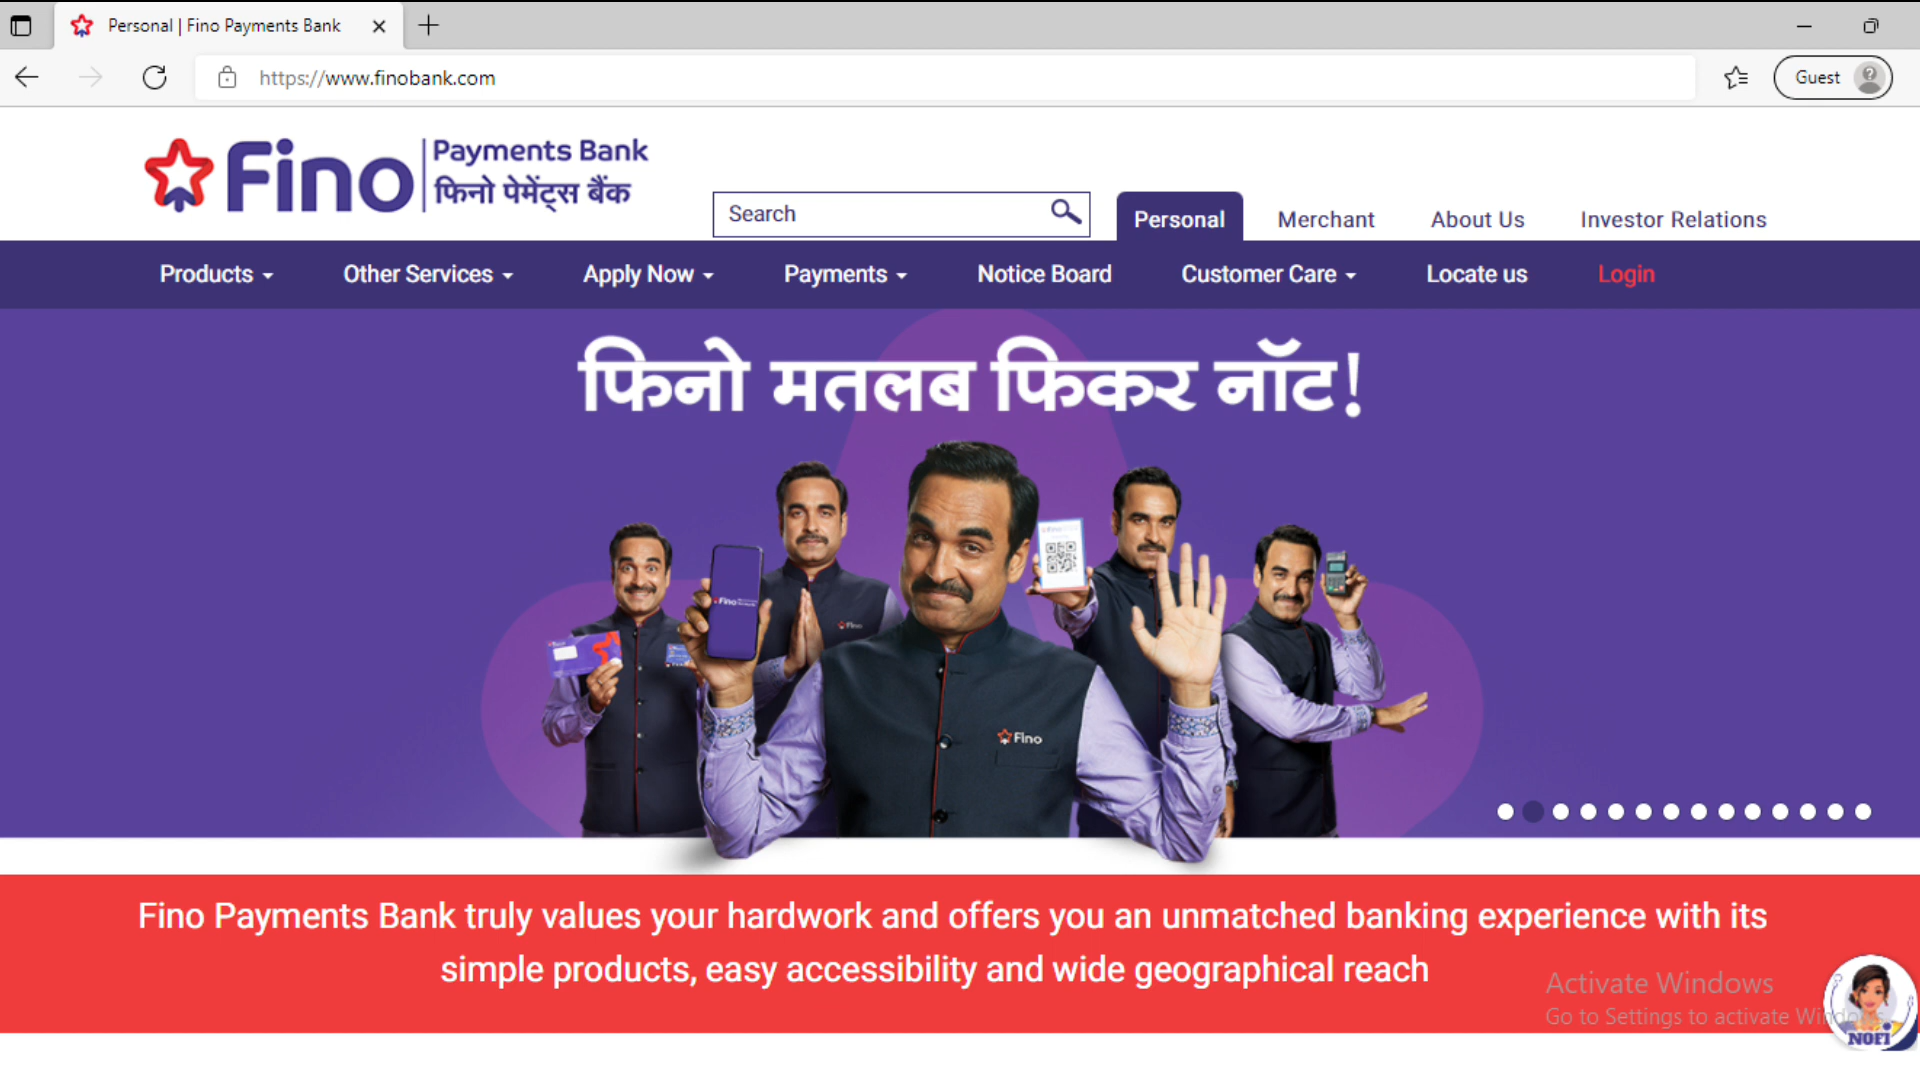 Personal | Fino Payments Bank
https://www.finobank.com
Guest
Fino
Payments Bank
फिनो पेमेंट्स बैंक
Search
Personal
Merchant
About Us
Investor Relations
Products
Other Services
Apply Now
Payments
Notice Board
Customer Care
Locate us
Login
फिनो मतलब फिकर नॉट!
Fino
Fino
Fino
Fino Payments Bank truly values your hardwork and offers you an unmatched banking experience with its
simple products, easy accessibility and wide geographical reach
Activate Windows
Go to Settings to activate Windows
NOFi